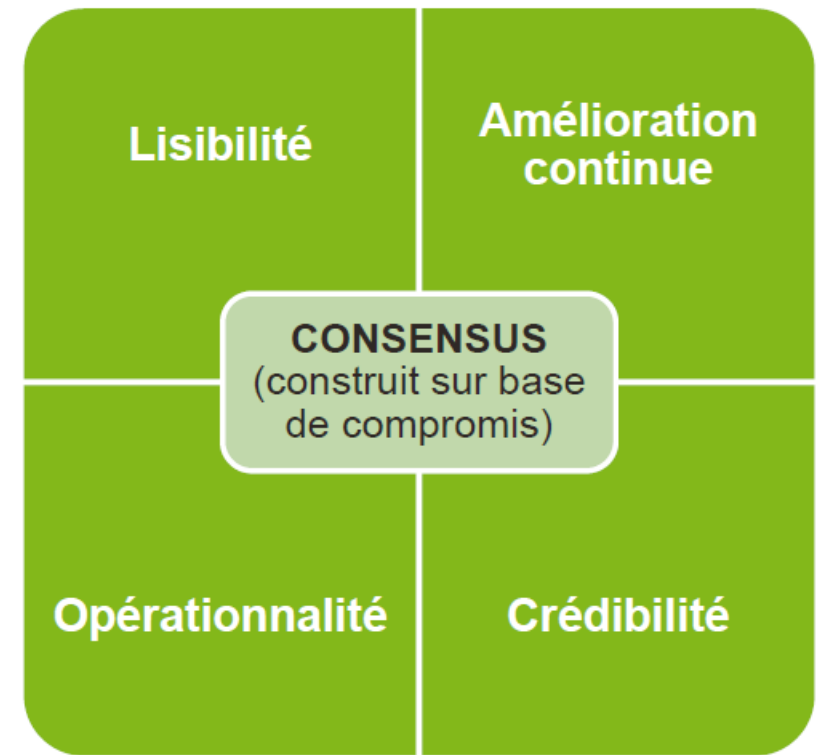 Lisibilité
Amélioration
continue
CONSENSUS
(construit sur base
de compromis)
Opérationnalité
Crédibilité